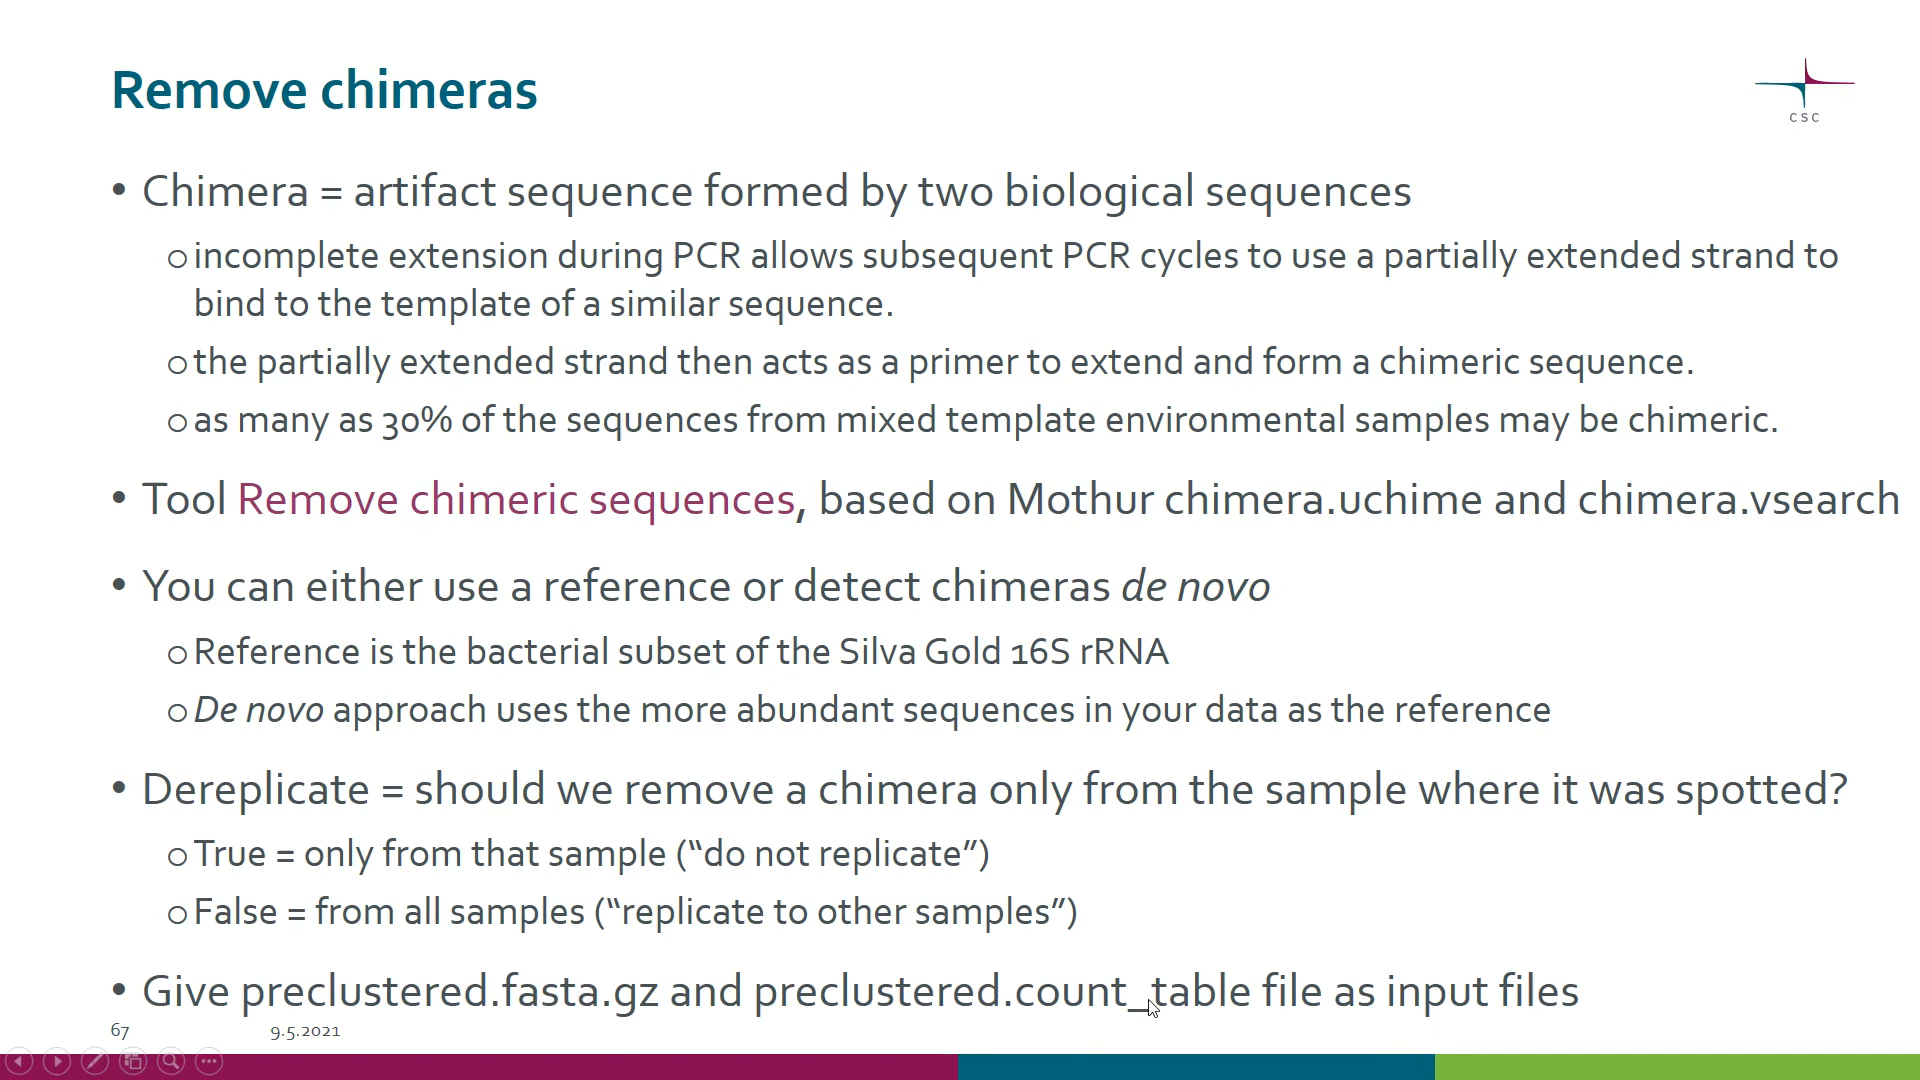 Remove chimeras
CSC
• Chimera = artifact sequence formed by two biological sequences
o incomplete extension during PCR allows subsequent PCR cycles to use a partially extended strand to
bind to the template of a similar sequence.
o the partially extended strand then acts as a primer to extend and form a chimeric sequence.
o as many as 30% of the sequences from mixed template environmental samples may be chimeric.
• Tool Remove chimeric sequences, based on Mothur chimera.uchime and chimera.vsearch
• You can either use a reference or detect chimeras de novo
o Reference is the bacterial subset of the Silva Gold 16S rRNA
o De novo approach uses the more abundant sequences in your data as the reference
• Dereplicate = should we remove a chimera only from the sample where it was spotted?
o True = only from that sample (“do not replicate”)
o False = from all samples (“replicate to other samples”)
• Give preclustered.fasta.gz and preclustered.count_table file as input files
67 9.5.2021